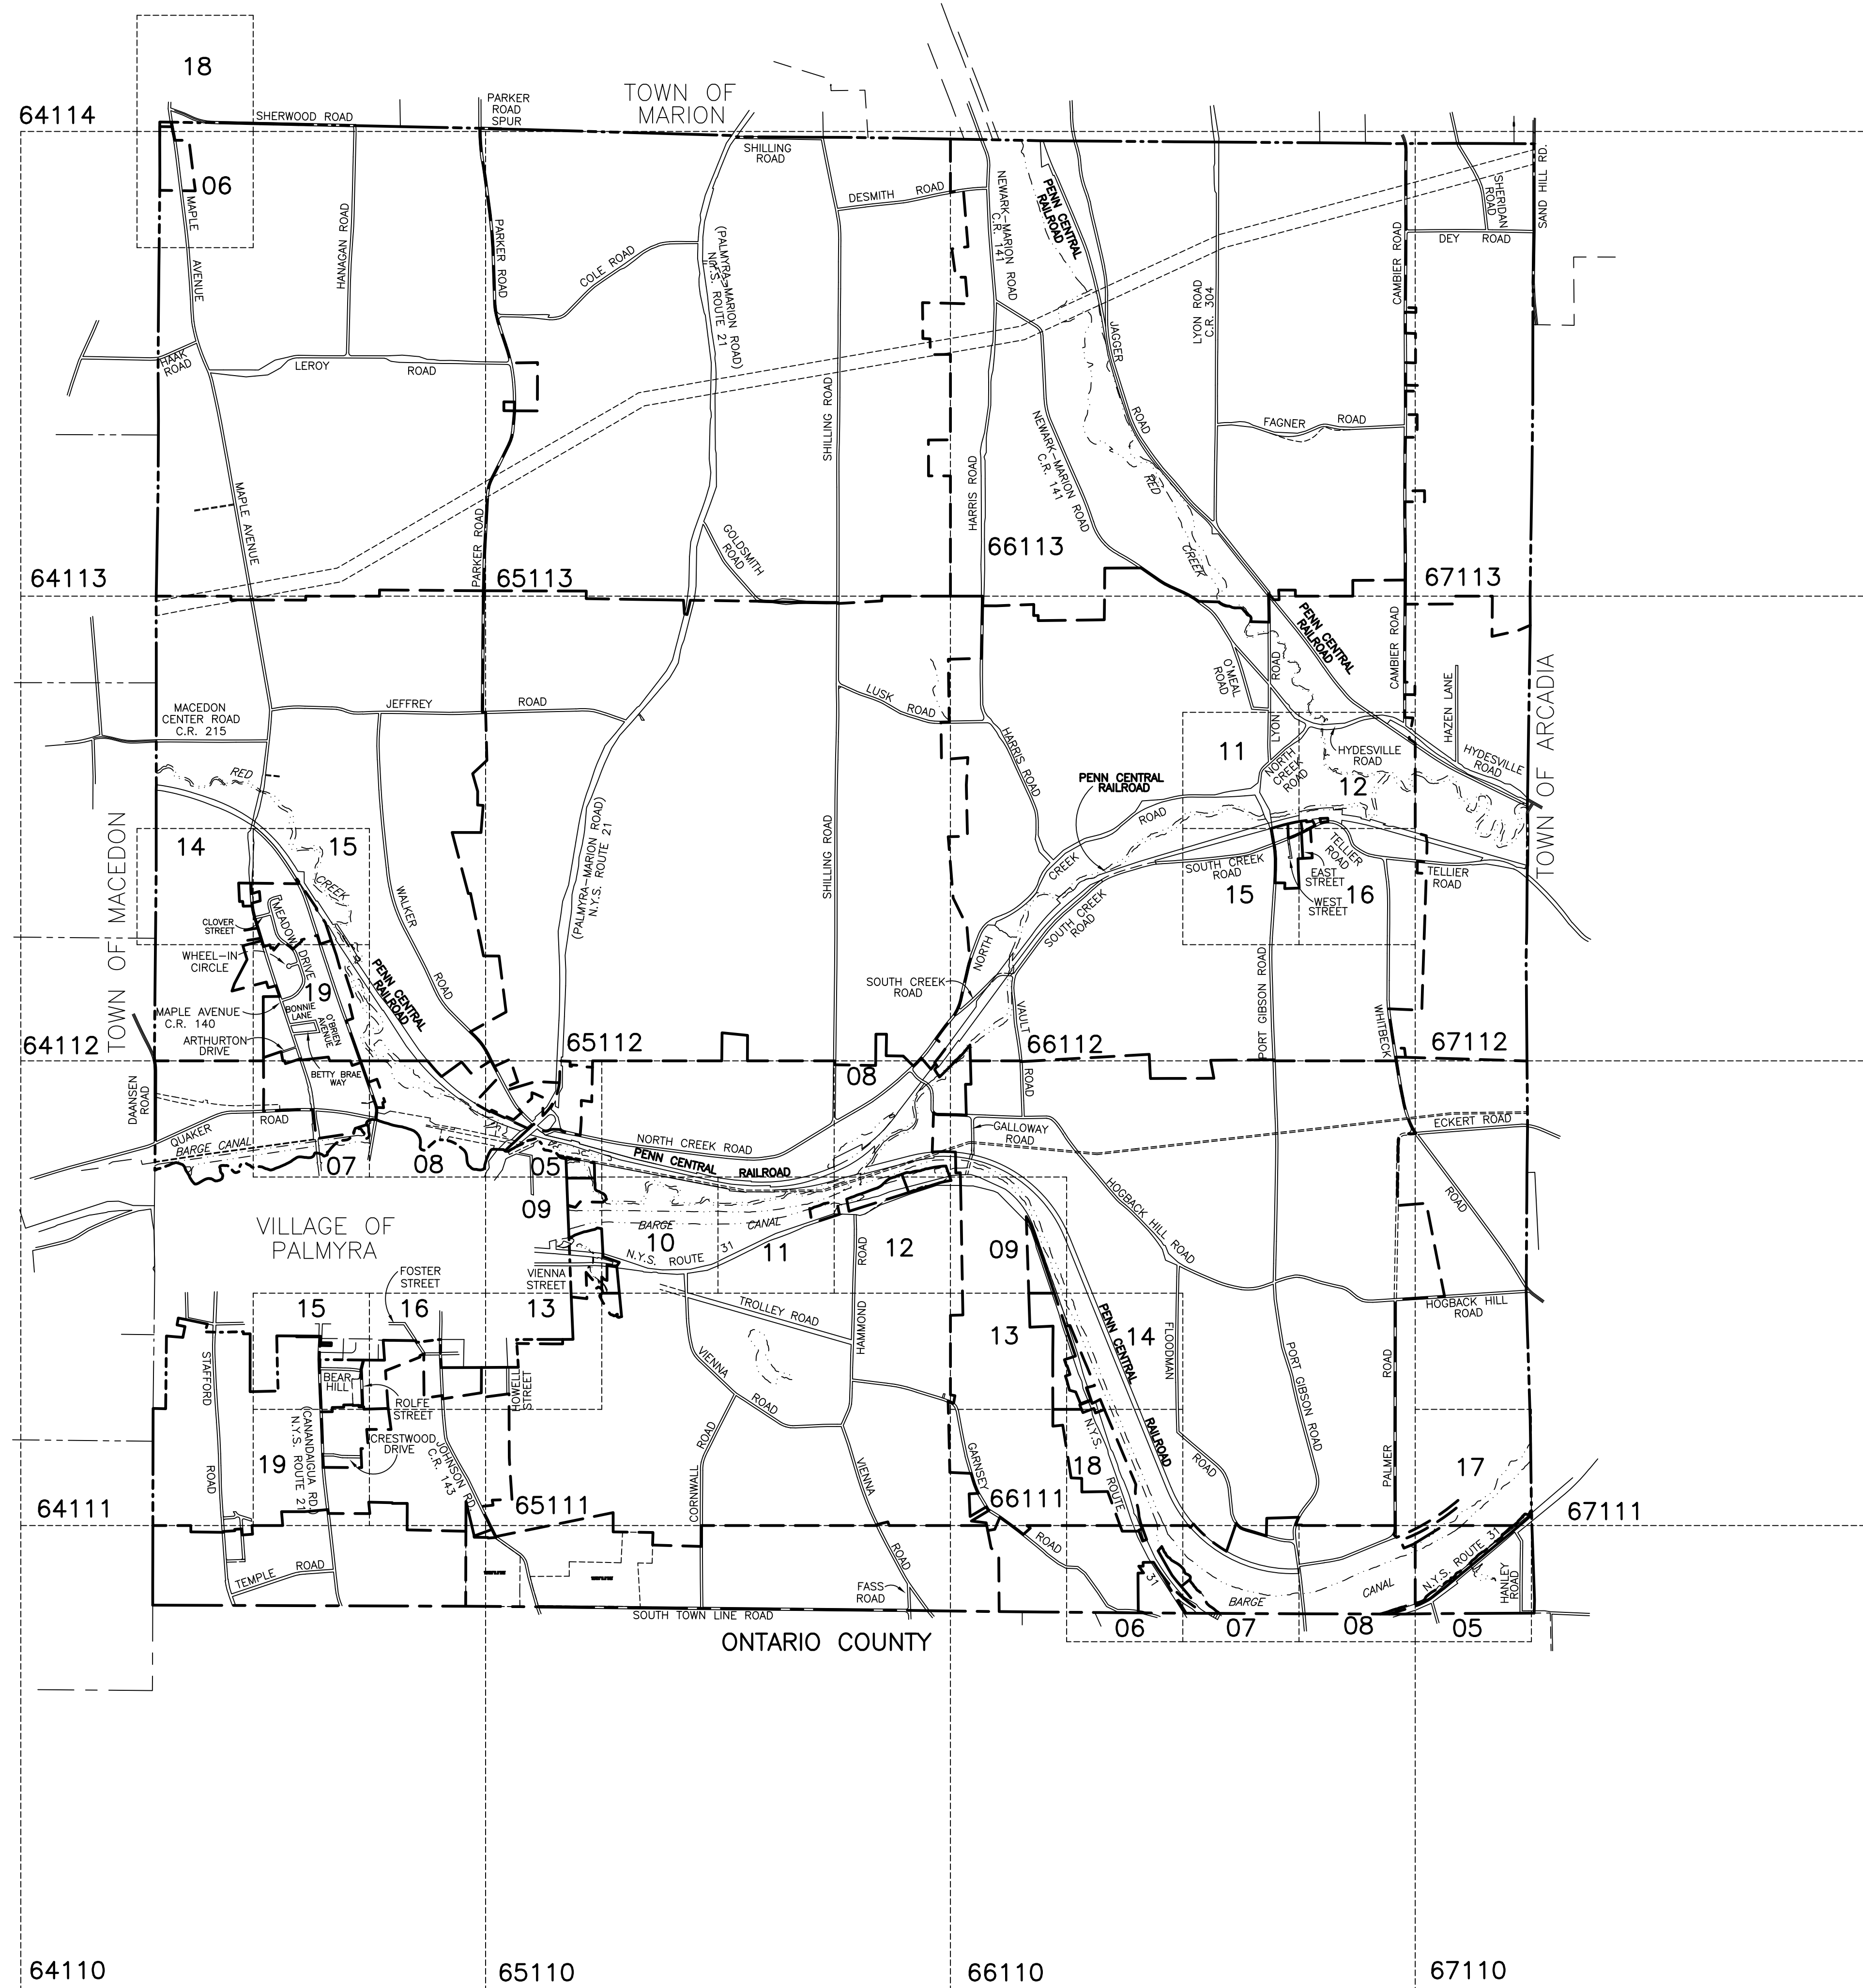 18
64114
SHERWOOD ROAD
PARKER
ROAD
SPUR
TOWN OF
MARION
SHILLING
ROAD
06
MAPLE
AVENUE
HANAGAN ROAD
PARKER ROAD
COLE ROAD
(PALMYRA-MARION ROAD)
N.Y.S. ROUTE 21
DESMITH ROAD
NEWARK-MARION ROAD
C.R. 141
PENN CENTRAL
RAILROAD
JAGGER
ROAD
LYON ROAD
C.R. 304
CAMBIER ROAD
SHERIDAN
ROAD
DEY ROAD
SAND HILL RD.
HAAK
ROAD
LEROY ROAD
SHILLING ROAD
NEWARK-MARION ROAD
C.R. 141
FAGNER ROAD
MAPLE AVENUE
PARKER ROAD
GOLDSMITH
ROAD
HARRIS ROAD
RED
CREEK
64113
65113
66113
67113
PENN CENTRAL
RAILROAD
CAMBIER ROAD
O'MEAL
ROAD
LYON
ROAD
HAZEN LANE
MACEDON
CENTER ROAD
C.R. 215
JEFFREY ROAD
LUSK ROAD
HARRIS ROAD
11
NORTH
CREEK
ROAD
HYDESVILLE
ROAD
HYDESVILLE
ROAD
12
TOWN OF ARCADIA
TOWN OF MACEDON
RED
CREEK
14
15
WALKER
ROAD
(PALMYRA-MARION ROAD)
N.Y.S. ROUTE 21
SHILLING ROAD
PENN CENTRAL
RAILROAD
NORTH CREEK ROAD
SOUTH CREEK
ROAD
SOUTH CREEK
ROAD
TELLIER
ROAD
EAST
STREET
WEST
STREET
TELLIER
ROAD
15
16
CLOVER
STREET
MEADOW
DRIVE
WHEEL-IN
CIRCLE
19
MAPLE AVENUE
C.R. 140
BONNIE
LANE
O'BRIEN
AVENUE
ARTHURTON
DRIVE
BETTY BRAE
WAY
PENN CENTRAL
RAILROAD
SOUTH CREEK
ROAD
VAULT
ROAD
PORT GIBSON ROAD
WHITBECK
ROAD
64112
65112
66112
67112
DAANSEN
ROAD
QUAKER ROAD
BARGE CANAL
07
08
05
09
08
NORTH CREEK ROAD
PENN CENTRAL RAILROAD
GALLOWAY
ROAD
ECKERT ROAD
HOGBACK HILL ROAD
VILLAGE OF
PALMYRA
10
BARGE CANAL
N.Y.S. ROUTE 31
11
12
09
HAMMOND
ROAD
FOSTER
STREET
VIENNA
STREET
15
16
13
TROLLEY ROAD
13
14
PENN CENTRAL
RAILROAD
FLOODMAN
ROAD
HOGBACK HILL
ROAD
PORT GIBSON ROAD
PALMER
ROAD
STAFFORD
ROAD
BEAR
HILL
ROLFE
STREET
CRESTWOOD
DRIVE
HOWELL
STREET
(CANANDAIGUA RD.)
N.Y.S. ROUTE 21
JOHNSON RD.
C.R. 143
19
VIENNA
ROAD
CORNWALL
ROAD
VIENNA
ROAD
GARNSEY
ROAD
18
N.Y.S.
ROUTE
31
17
64111
65111
66111
67111
TEMPLE ROAD
FASS
ROAD
SOUTH TOWN LINE ROAD
ONTARIO COUNTY
BARGE CANAL
N.Y.S. ROUTE 31
HANLEY
ROAD
06
07
08
05
64110
65110
66110
67110